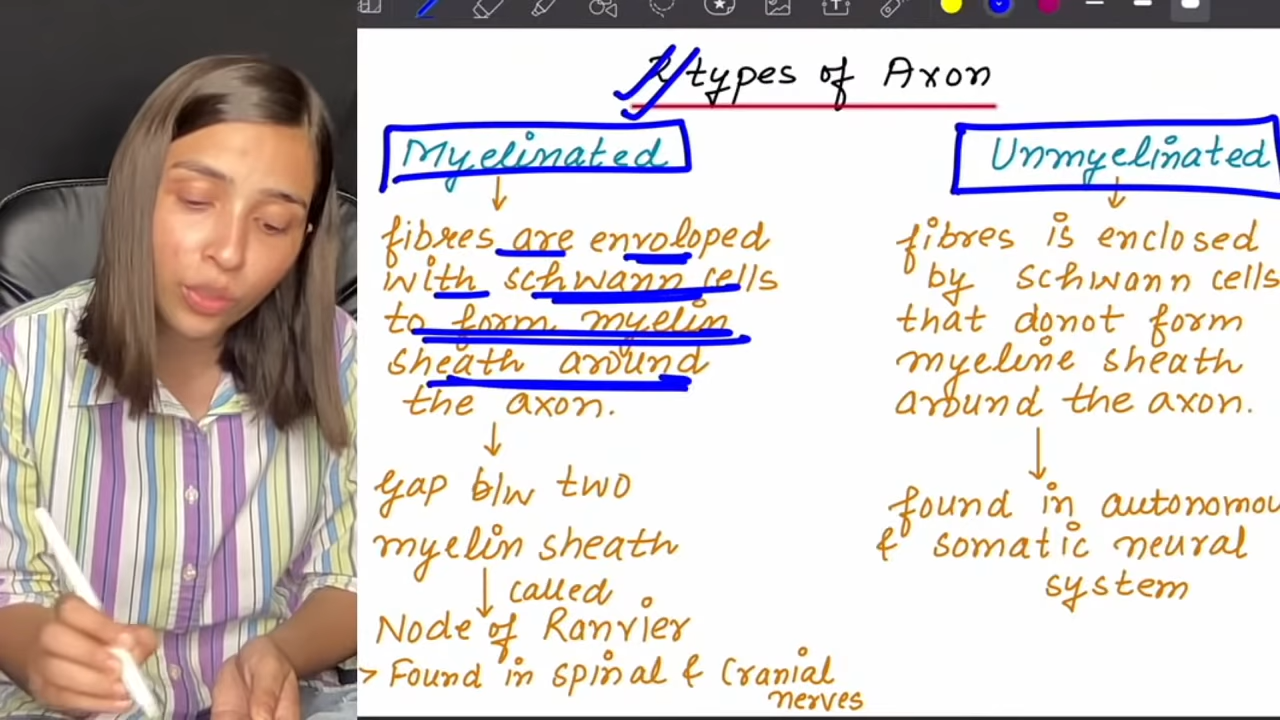 2 types of Axon
Myelinated
fibres are envoloped
with schwann cells
to form myelin
sheath around
the axon.
Gap b/w two
myelin sheath
called
Node of Ranvier
> Found in spinal & Cranial
nerves
Unmyelinated
fibres is enclosed
by schwann cells
that donot form
myeline sheath
around the axon.
found in autonomou
& somatic neural
system